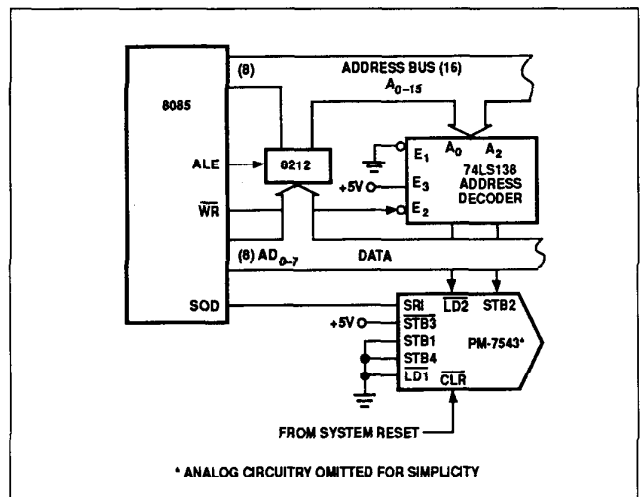 (8)
ADDRESS BUS (16)
A0–15
8085
ALE
8212
E1
A0
A2
74LS138
ADDRESS
DECODER
+5V
E3
E2
WR
(8) AD0–7
DATA
SOD
SRI
LD2
STB2
+5V
STB3
STB1
STB4
LD1
CLR
PM-7543*
FROM SYSTEM RESET
* ANALOG CIRCUITRY OMITTED FOR SIMPLICITY